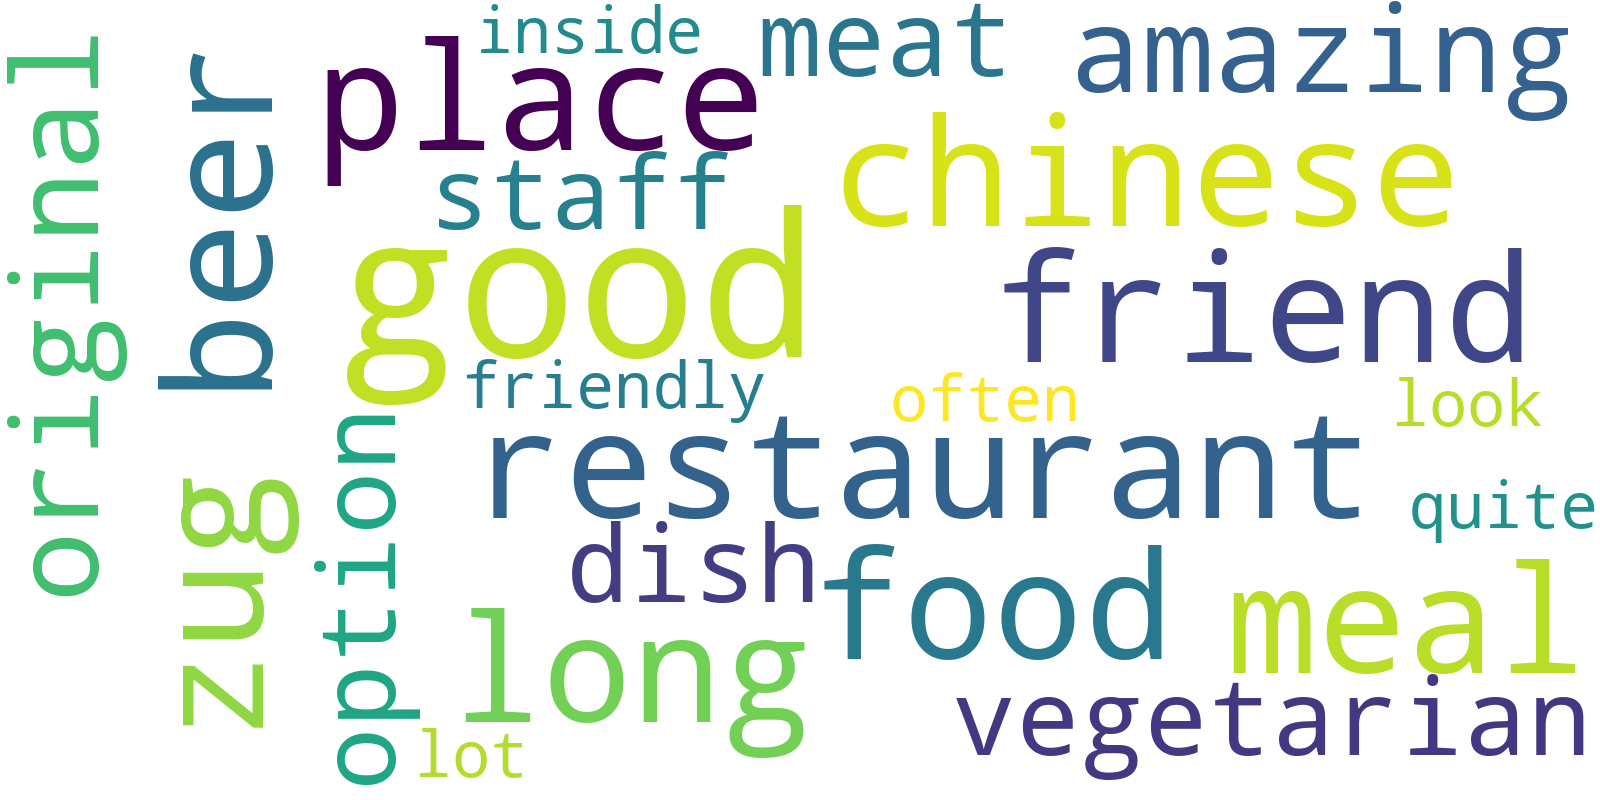 original
beer
zug
option
inside
place
meat
amazing
staff
chinese
good
friend
friendly
often
look
restaurant
quite
dish
food
meal
long
vegetarian
lot